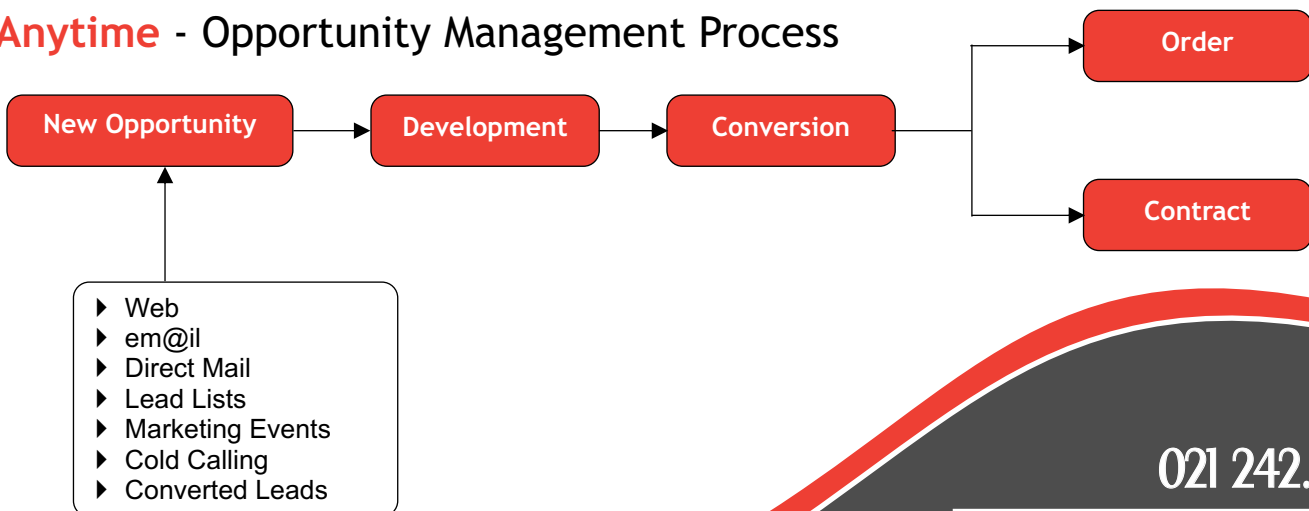 Anytime - Opportunity Management Process
Order
New Opportunity
Development
Conversion
Contract
Web
em@il
Direct Mail
Lead Lists
Marketing Events
Cold Calling
Converted Leads
021 242.